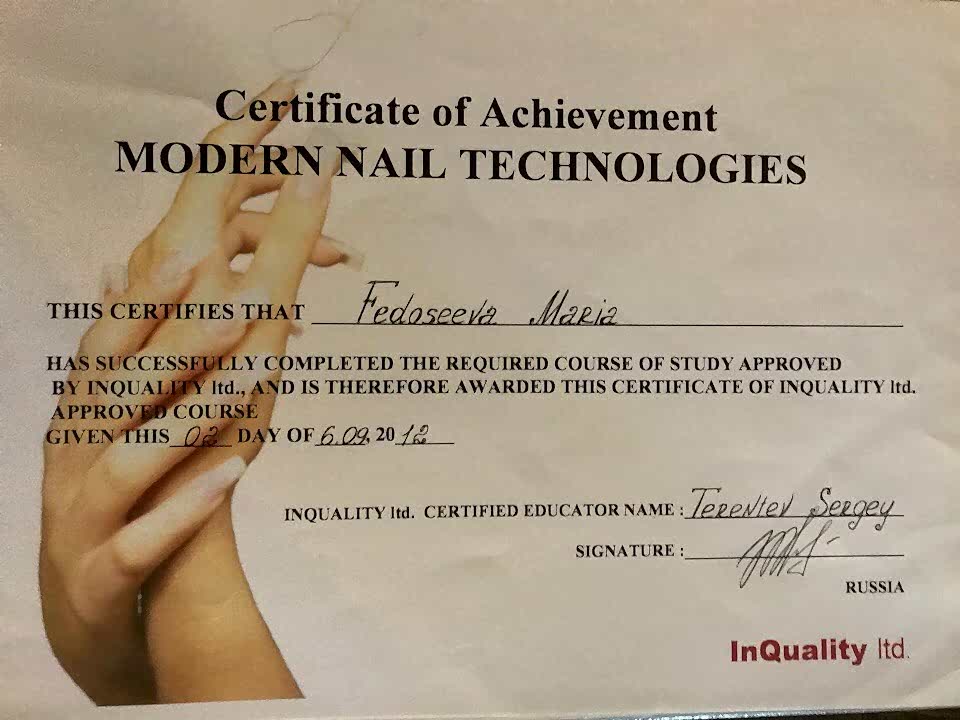 Certificate of Achievement
MODERN NAIL TECHNOLOGIES
THIS CERTIFIES THAT Fedoseeva Maria
HAS SUCCESSFULLY COMPLETED THE REQUIRED COURSE OF STUDY APPROVED
BY INQUALITY ltd., AND IS THEREFORE AWARDED THIS CERTIFICATE OF INQUALITY ltd.
APPROVED COURSE
GIVEN THIS 02 DAY OF 6.09, 2012
INQUALITY ltd. CERTIFIED EDUCATOR NAME : Terentev Sergey
SIGNATURE :
RUSSIA
InQuality ltd.